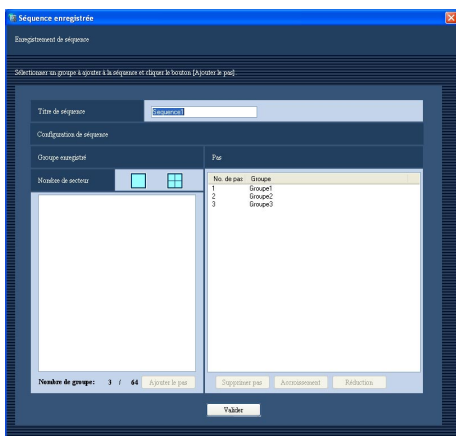 Séquence enregistrée
Enregistrement de séquence
Sélectionner un groupe à ajouter à la séquence et cliquer le bouton [Ajouter le pas].
Titre de séquence
Sequence1
Configuration de séquence
Groupe enregistré
Pas
Nombre de secteur
No. de pas Groupe
1 Groupe1
2 Groupe2
3 Groupe3
Nombre de groupe: 3 / 64
Ajouter le pas
Supprimer pas
Accroissement
Réduction
Valider